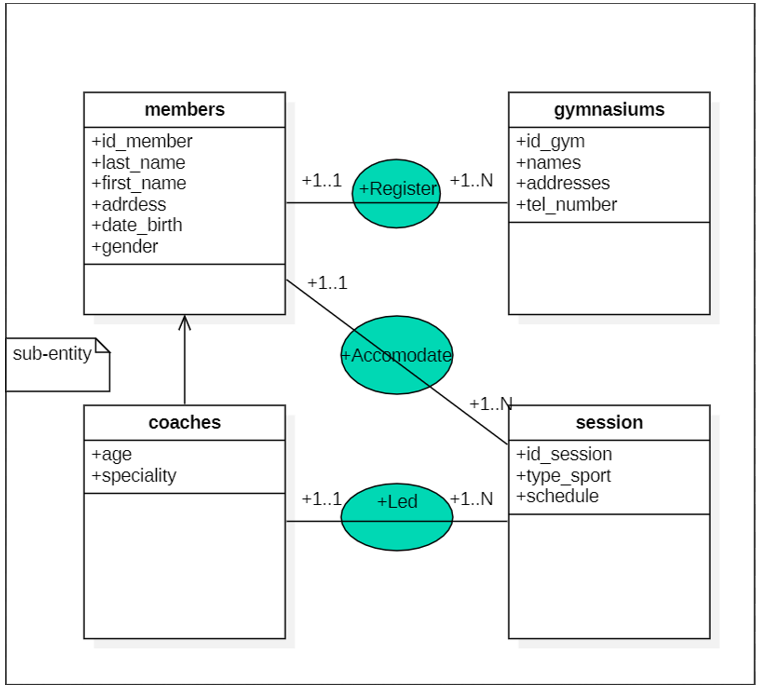 members
+id_member
+last_name
+first_name
+adrdess
+date_birth
+gender
+1..1
+Register
+1..N
gymnasiums
+id_gym
+names
+addresses
+tel_number
+1..1
+Accomodate
+1..N
sub-entity
coaches
+age
+speciality
+1..1
+Led
+1..N
session
+id_session
+type_sport
+schedule